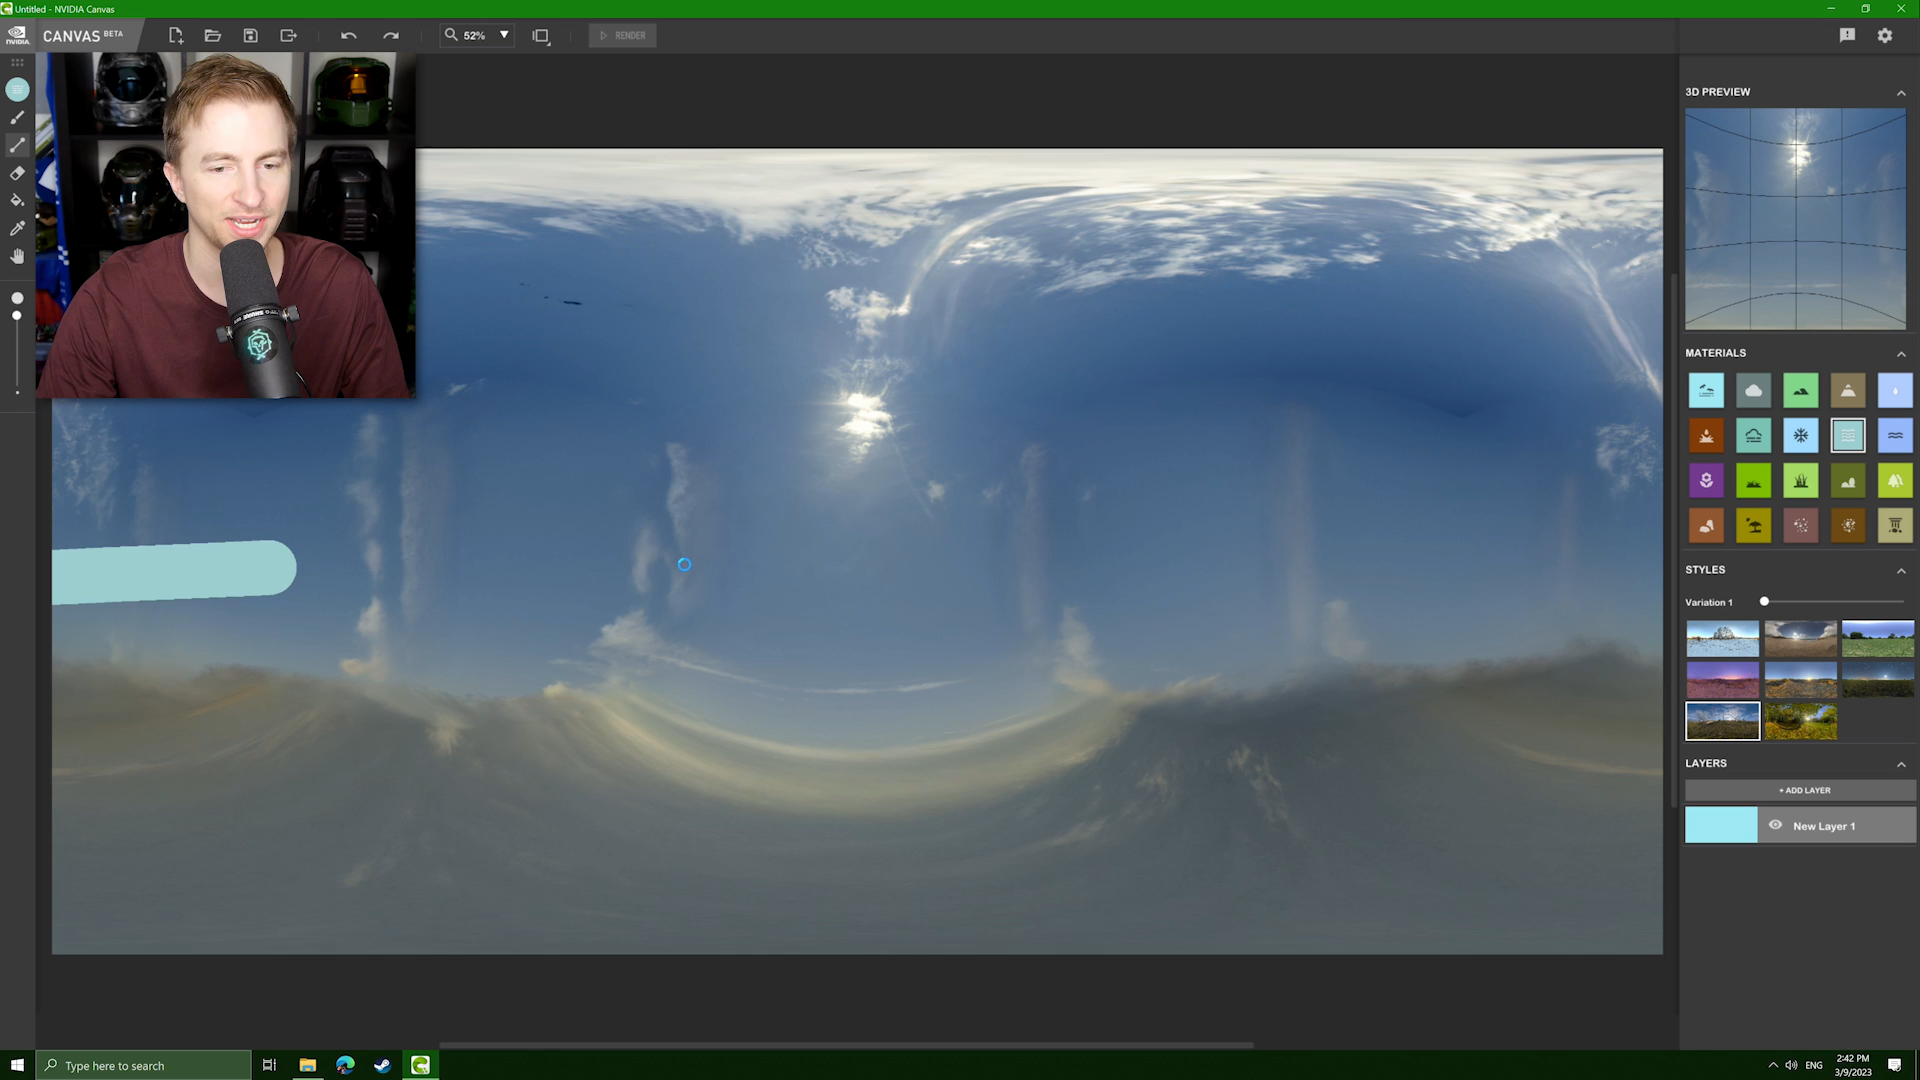 Untitled - NVIDIA Canvas
NVIDIA
CANVAS BETA
52%
RENDER
3D PREVIEW
MATERIALS
STYLES
Variation 1
LAYERS
+ ADD LAYER
New Layer 1
Type here to search
ENG
2:42 PM
3/9/2023